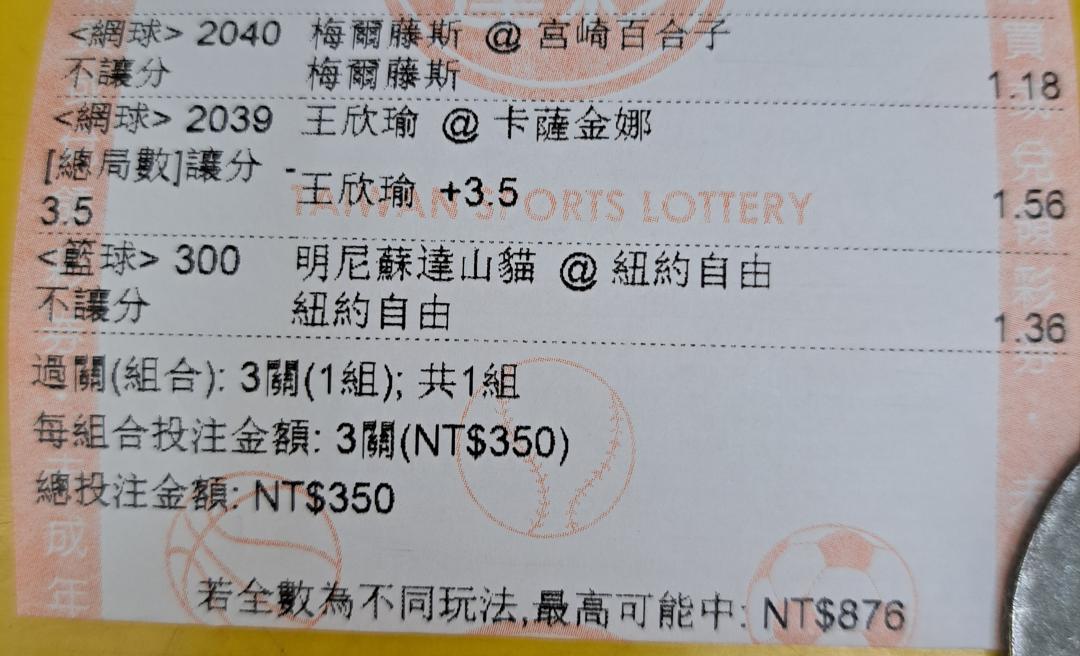 <網球> 2040 梅爾藤斯 @ 宮崎百合子
不讓分 梅爾藤斯 1.18
<網球> 2039 王欣瑜 @ 卡薩金娜
[總局數]讓分 -
3.5 王欣瑜 +3.5 1.56
TAIWAN SPORTS LOTTERY
<籃球> 300 明尼蘇達山貓 @ 紐約自由
不讓分 紐約自由 1.36
過關(組合): 3關(1組); 共1組
每組合投注金額: 3關(NT$350)
總投注金額: NT$350
若全數為不同玩法,最高可能中: NT$876
成年